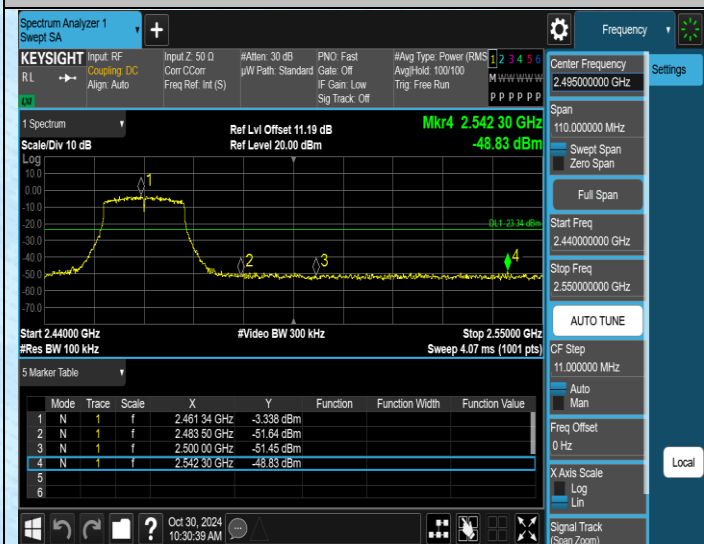 Spectrum Analyzer 1
Swept SA
Frequency
KEYSIGHT
RL
LXI
Input: RF
Coupling: DC
Align: Auto
Input Z: 50 Ω
Corr CCorr
Freq Ref: Int (S)
#Atten: 30 dB
µW Path: Standard
PNO: Fast
Gate: Off
IF Gain: Low
Sig Track: Off
#Avg Type: Power (RMS
Avg|Hold: 100/100
Trig: Free Run
1 2 3 4 5 6
M W W W W W
P P P P P P
1 Spectrum
Scale/Div 10 dB
Ref Lvl Offset 11.19 dB
Ref Level 20.00 dBm
Mkr4 2.542 30 GHz
-48.83 dBm
Log
10.0
0.00
-10.0
-20.0
-30.0
-40.0
-50.0
-60.0
-70.0
1
2
3
4
DL1 -23.34 dBm
Start 2.44000 GHz
#Res BW 100 kHz
#Video BW 300 kHz
Stop 2.55000 GHz
Sweep 4.07 ms (1001 pts)
5 Marker Table
Mode Trace Scale X Y Function Function Width Function Value
1 N 1 f 2.461 34 GHz -3.338 dBm
2 N 1 f 2.483 50 GHz -51.64 dBm
3 N 1 f 2.500 00 GHz -51.45 dBm
4 N 1 f 2.542 30 GHz -48.83 dBm
5
6
Oct 30, 2024
10:30:39 AM
Center Frequency
2.495000000 GHz
Span
110.000000 MHz
Swept Span
Zero Span
Full Span
Start Freq
2.440000000 GHz
Stop Freq
2.550000000 GHz
AUTO TUNE
CF Step
11.000000 MHz
Auto
Man
Freq Offset
0 Hz
X Axis Scale
Log
Lin
Signal Track
(Span Zoom)
Settings
Local